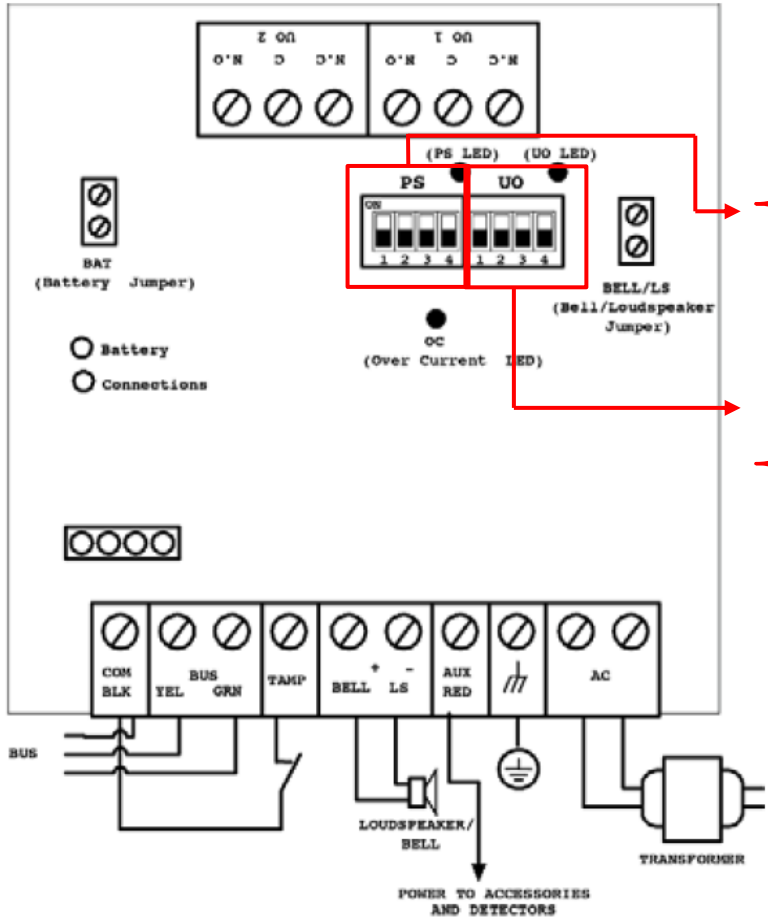 UO 2 UO 1
N.O C N.C N.O C N.C
(PS LED) (UO LED)
PS UO
ON
1 2 3 4 1 2 3 4
BAT
(Battery Jumper)
BELL/LS
(Bell/Loudspeaker
Jumper)
OC
(Over Current LED)
Battery
Connections
COM
BLK
BUS
YEL GRN
TAMP
+ -
BELL LS
AUX
RED
AC
BUS
LOUDSPEAKER/
BELL
TRANSFORMER
POWER TO ACCESSORIES
AND DETECTORS